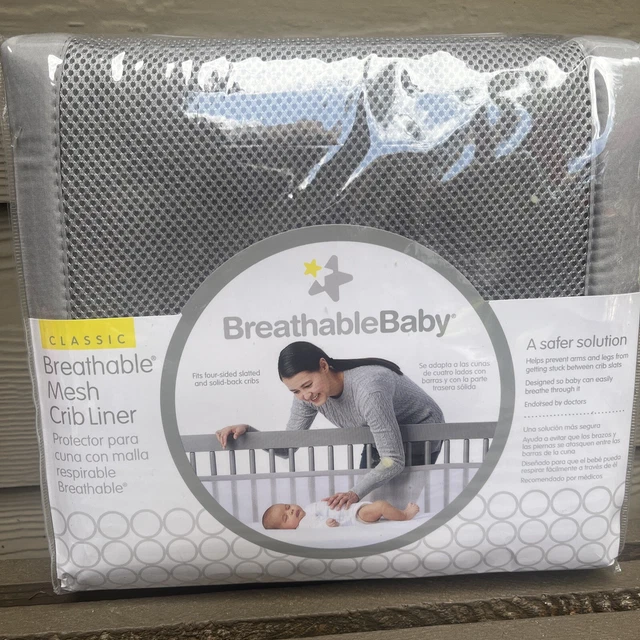 BreathableBaby®
Fits four-sided slatted
and solid-back cribs
Se adapta a las cunas
de cuatro lados con
barras y con la parte
trasera sólida
CLASSIC
Breathable®
Mesh
Crib Liner
Protector para
cuna con malla
respirable
Breathable®
A safer solution
Helps prevent arms and legs from
getting stuck between crib slats
Designed so baby can easily
breathe through it
Endorsed by doctors
Una solución más segura
Ayuda a evitar que los brazos y
las piernas se atranquen entre las
barras de la cuna
Diseñado para que el bebé pueda
respirar fácilmente a través de él
Recomendado por médicos